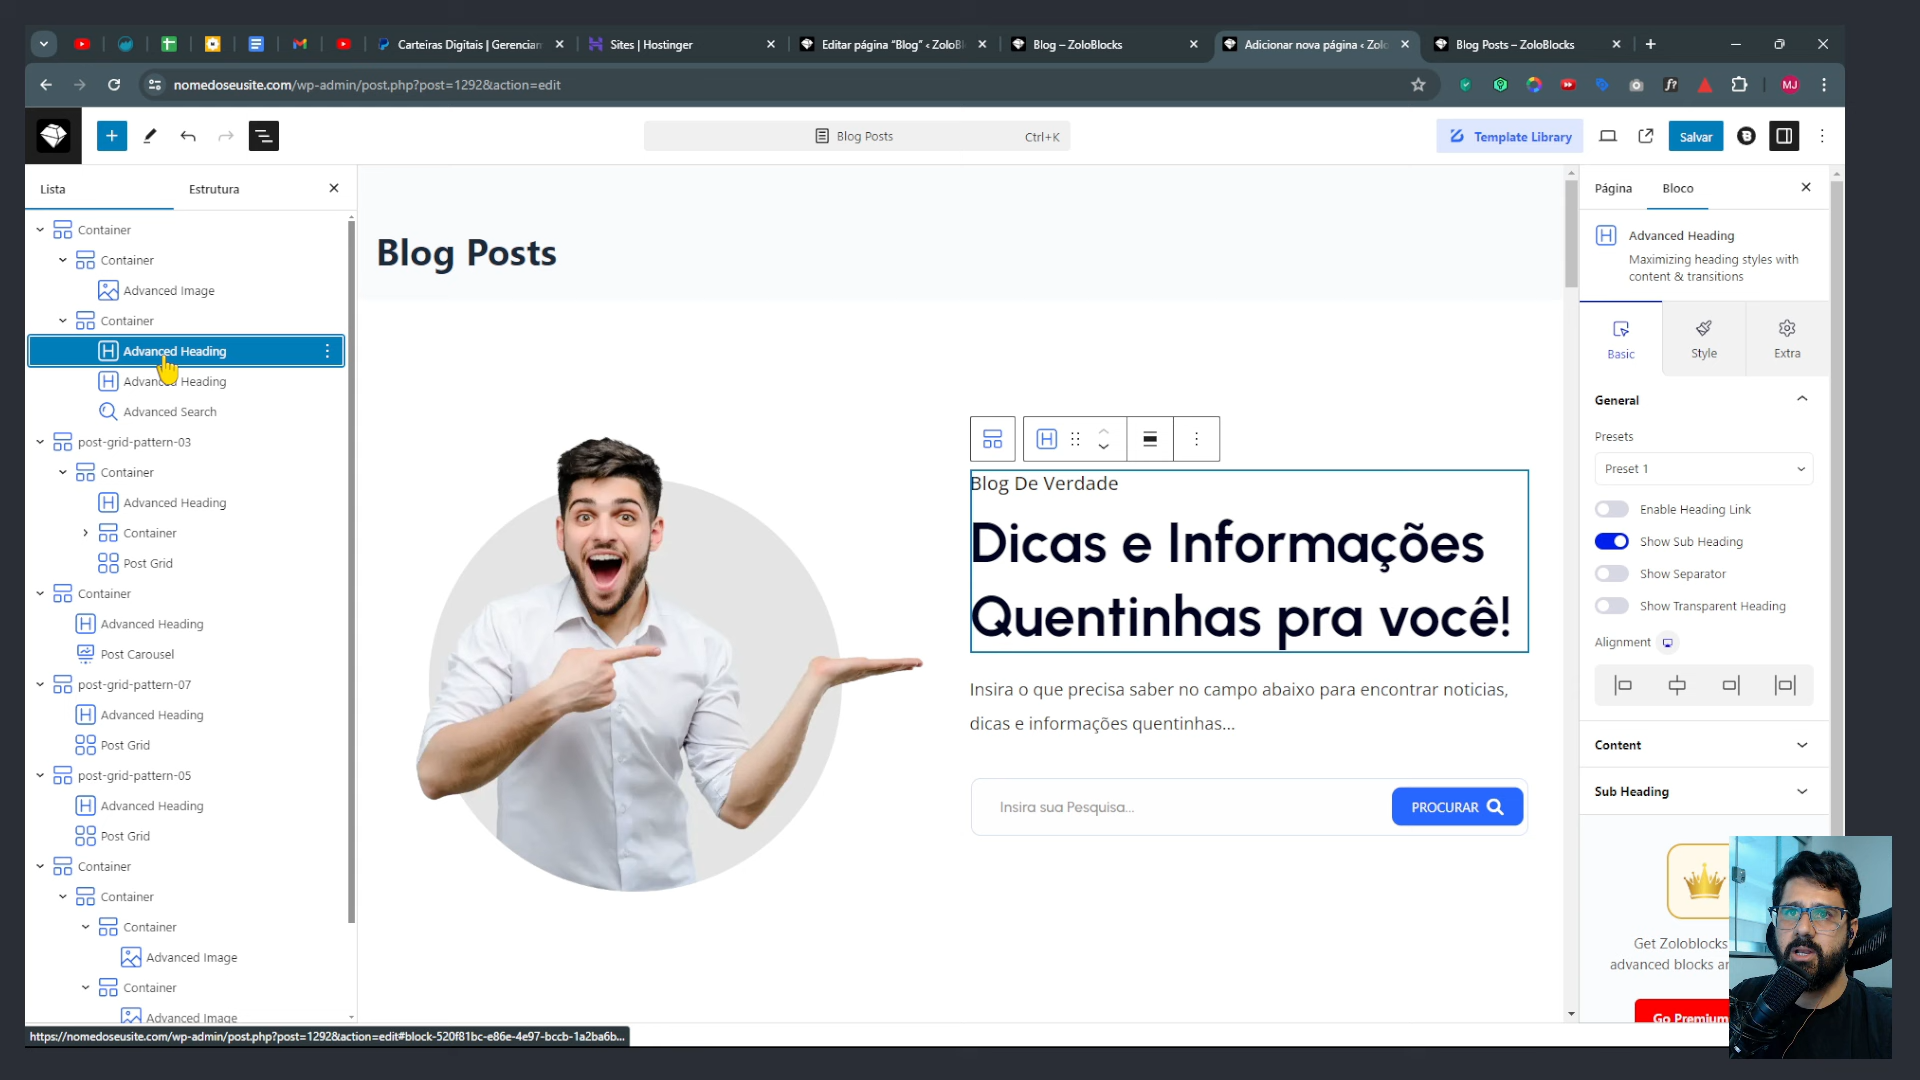 Carteiras Digitais | Gerencian
Sites | Hostinger
Editar página “Blog” ‹ ZoloBl
Blog – ZoloBlocks
Adicionar nova página ‹ Zolo
Blog Posts – ZoloBlocks
nomedoseusite.com/wp-admin/post.php?post=1292&action=edit
MJ
Blog Posts
Ctrl+K
Template Library
Salvar
Lista
Estrutura
Container
Container
Advanced Image
Container
Advanced Heading
Advanced Heading
Advanced Search
post-grid-pattern-03
Container
Advanced Heading
Container
Post Grid
Container
Advanced Heading
Post Carousel
post-grid-pattern-07
Advanced Heading
Post Grid
post-grid-pattern-05
Advanced Heading
Post Grid
Container
Container
Container
Advanced Image
Container
Advanced Image
https://nomedoseusite.com/wp-admin/post.php?post=1292&action=edit#block-520f81bc-e86e-4e97-bccb-1a2ba6b...
Blog Posts
Blog De Verdade
Dicas e Informações
Quentinhas pra você!
Insira o que precisa saber no campo abaixo para encontrar noticias,
dicas e informações quentinhas...
Insira sua Pesquisa...
PROCURAR
Página
Bloco
Advanced Heading
Maximizing heading styles with
content & transitions
Basic
Style
Extra
General
Presets
Preset 1
Enable Heading Link
Show Sub Heading
Show Separator
Show Transparent Heading
Alignment
Content
Sub Heading
Get Zoloblocks
advanced blocks ar
Go Premium